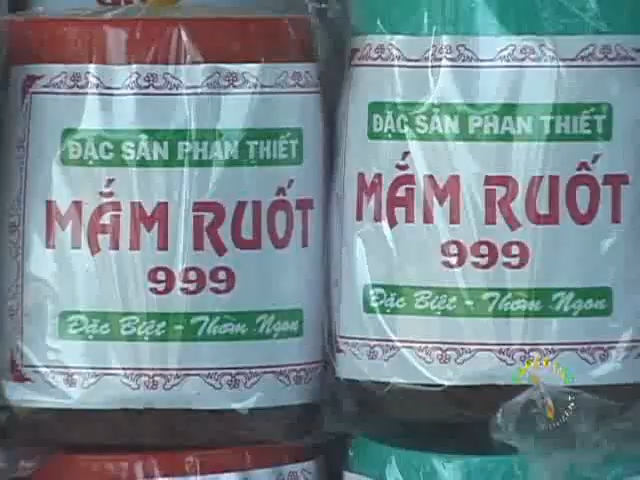 ĐẶC SẢN PHAN THIẾT
MẮM RUỐT
999
Đặc Biệt - Thơm Ngon
ĐẶC SẢN PHAN THIẾT
MẮM RUỐT
999
Đặc Biệt - Thơm Ngon